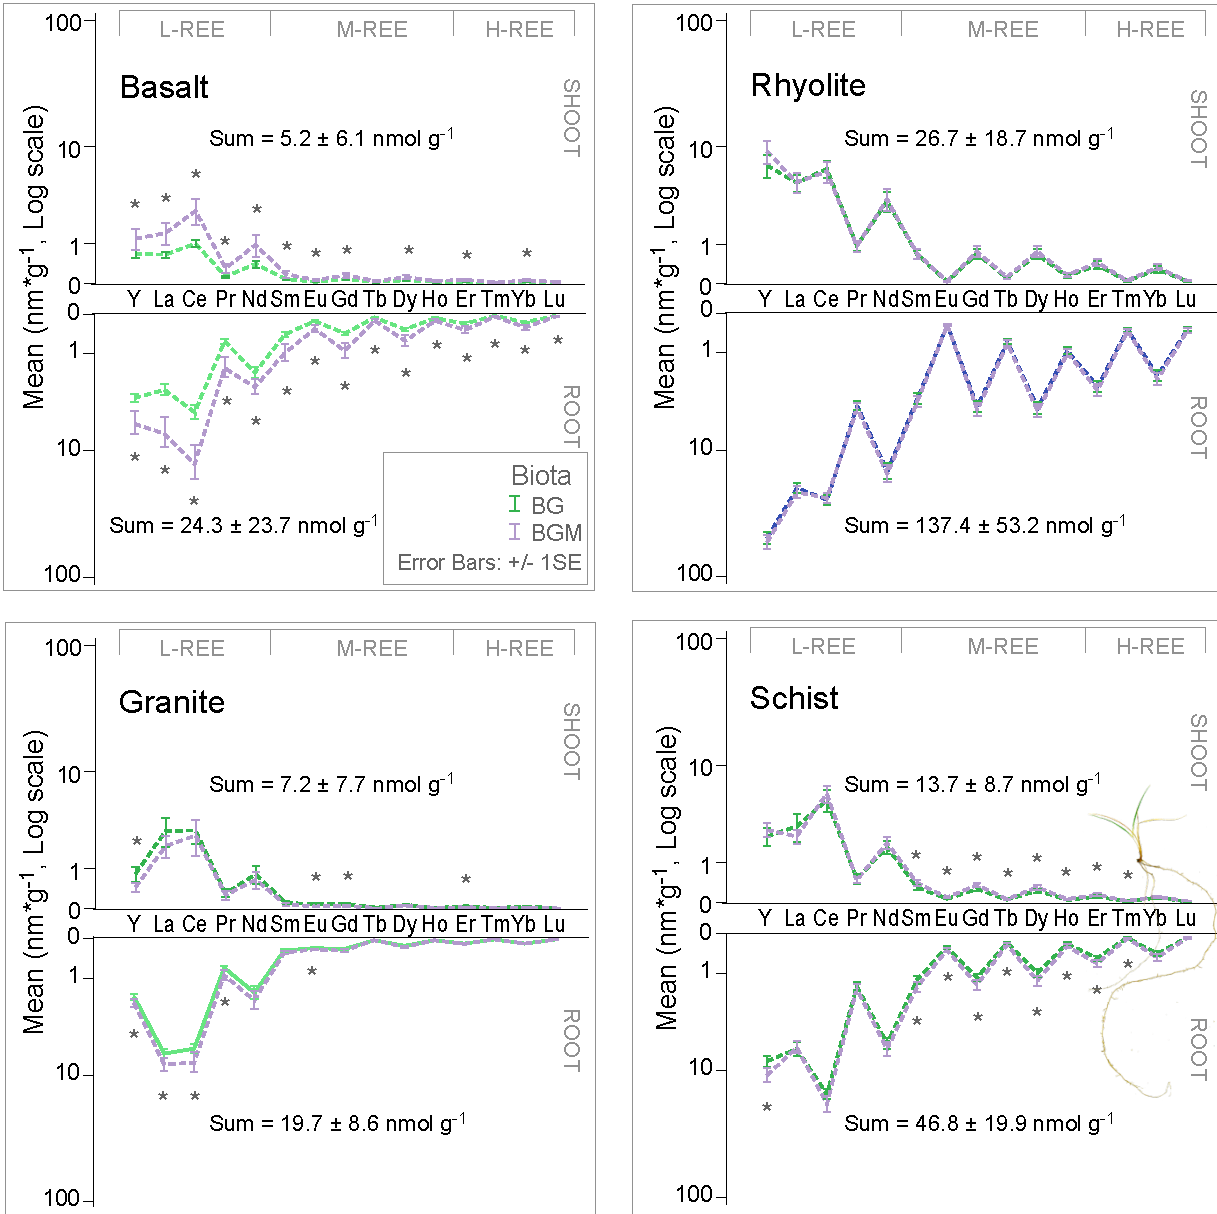 L-REE M-REE H-REE
100
Basalt
SHOOT
Sum = 5.2 ± 6.1 nmol g-1
10
* * * * * * * * * * *
1
0
Mean (nm*g-1, Log scale)
Y La Ce Pr Nd Sm Eu Gd Tb Dy Ho Er Tm Yb Lu
0
1
* * * * * * * * * * * * * * *
ROOT
10
Biota
BG
BGM
Error Bars: +/- 1SE
Sum = 24.3 ± 23.7 nmol g-1
100
L-REE M-REE H-REE
100
Rhyolite
SHOOT
10
Sum = 26.7 ± 18.7 nmol g-1
1
0
Mean (nm*g-1, Log scale)
Y La Ce Pr Nd Sm Eu Gd Tb Dy Ho Er Tm Yb Lu
0
1
ROOT
10
Sum = 137.4 ± 53.2 nmol g-1
100
L-REE M-REE H-REE
100
Granite
SHOOT
10
Sum = 7.2 ± 7.7 nmol g-1
* * * *
1
0
Mean (nm*g-1, Log scale)
Y La Ce Pr Nd Sm Eu Gd Tb Dy Ho Er Tm Yb Lu
0
1
* * * * *
ROOT
10
Sum = 19.7 ± 8.6 nmol g-1
100
L-REE M-REE H-REE
100
Schist
SHOOT
10
Sum = 13.7 ± 8.7 nmol g-1
* * * * * * * *
1
0
Mean (nm*g-1, Log scale)
Y La Ce Pr Nd Sm Eu Gd Tb Dy Ho Er Tm Yb Lu
0
1
* * * * * * * * *
ROOT
10
Sum = 46.8 ± 19.9 nmol g-1
100